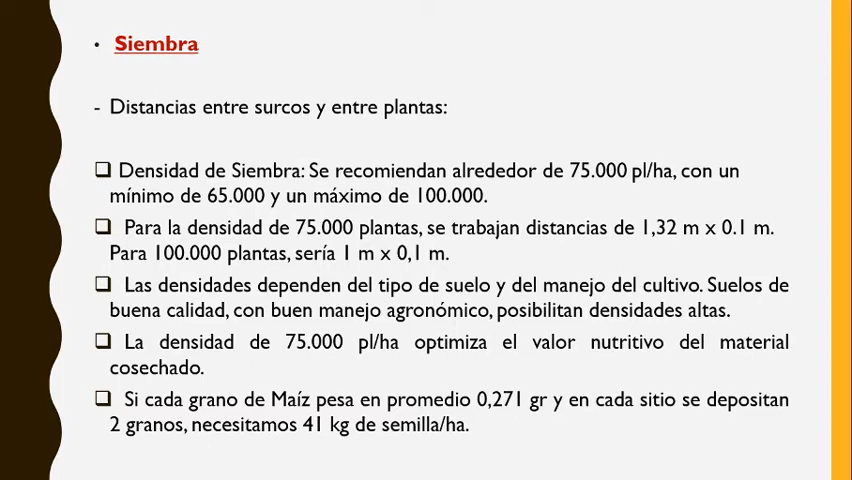 • Siembra
- Distancias entre surcos y entre plantas:
❑ Densidad de Siembra: Se recomiendan alrededor de 75.000 pl/ha, con un
mínimo de 65.000 y un máximo de 100.000.
❑ Para la densidad de 75.000 plantas, se trabajan distancias de 1,32 m x 0.1 m.
Para 100.000 plantas, sería 1 m x 0,1 m.
❑ Las densidades dependen del tipo de suelo y del manejo del cultivo. Suelos de
buena calidad, con buen manejo agronómico, posibilitan densidades altas.
❑ La densidad de 75.000 pl/ha optimiza el valor nutritivo del material
cosechado.
❑ Si cada grano de Maíz pesa en promedio 0,271 gr y en cada sitio se depositan
2 granos, necesitamos 41 kg de semilla/ha.